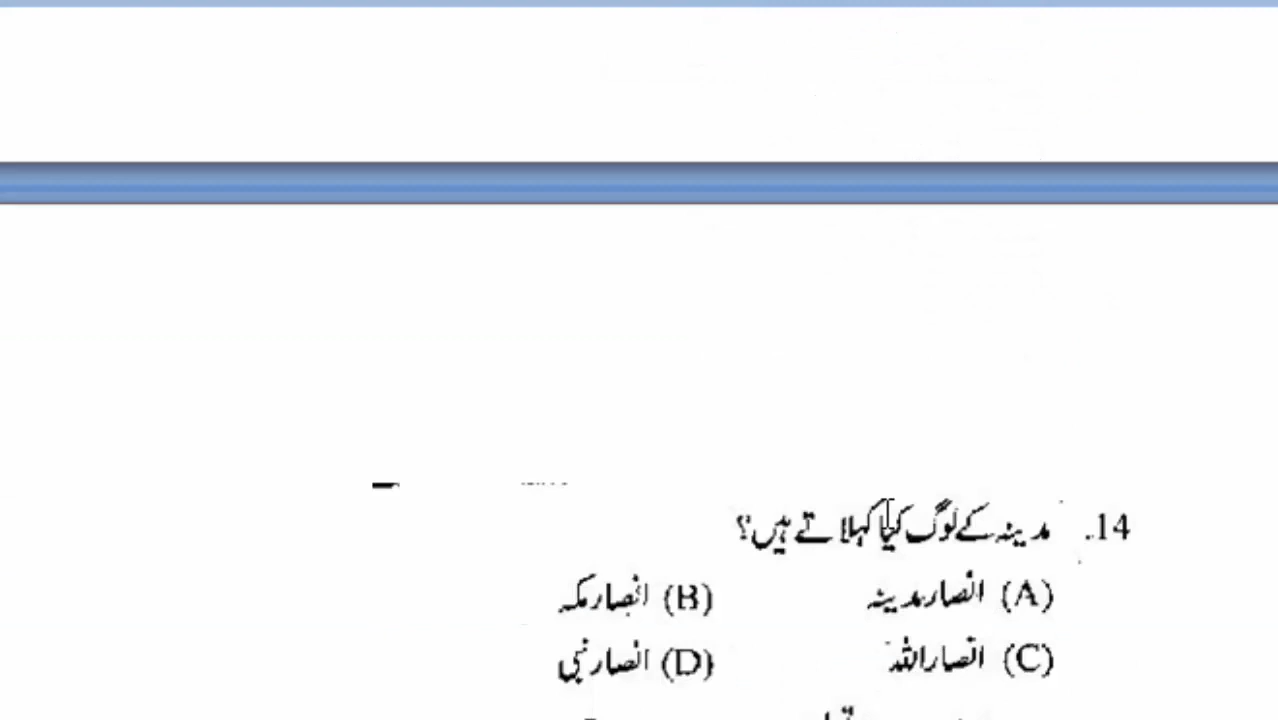 14. مدینہ کے لوگ کیا کہلاتے ہیں؟
(A) انصار مدینہ (B) انصار مکہ
(C) انصار اللہ (D) انصار نبی